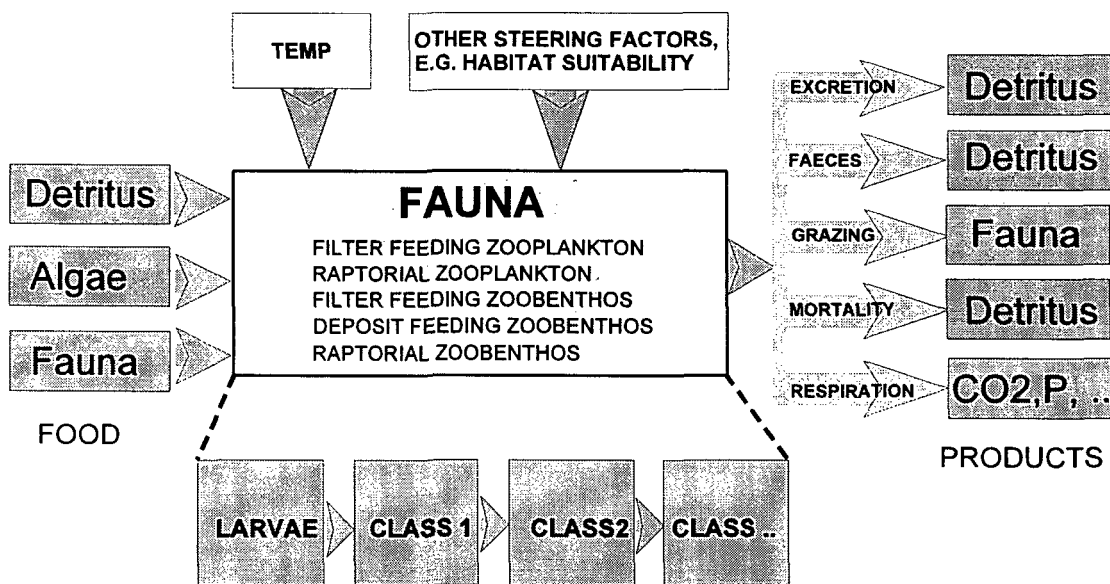 TEMP
OTHER STEERING FACTORS,
E.G. HABITAT SUITABILITY
Detritus
Algae
Fauna
FOOD
FAUNA
FILTER FEEDING ZOOPLANKTON
RAPTORIAL ZOOPLANKTON
FILTER FEEDING ZOOBENTHOS
DEPOSIT FEEDING ZOOBENTHOS
RAPTORIAL ZOOBENTHOS
EXCRETION
Detritus
FAECES
Detritus
GRAZING
Fauna
MORTALITY
Detritus
RESPIRATION
CO2,P, ..
PRODUCTS
LARVAE
CLASS 1
CLASS2
CLASS ..